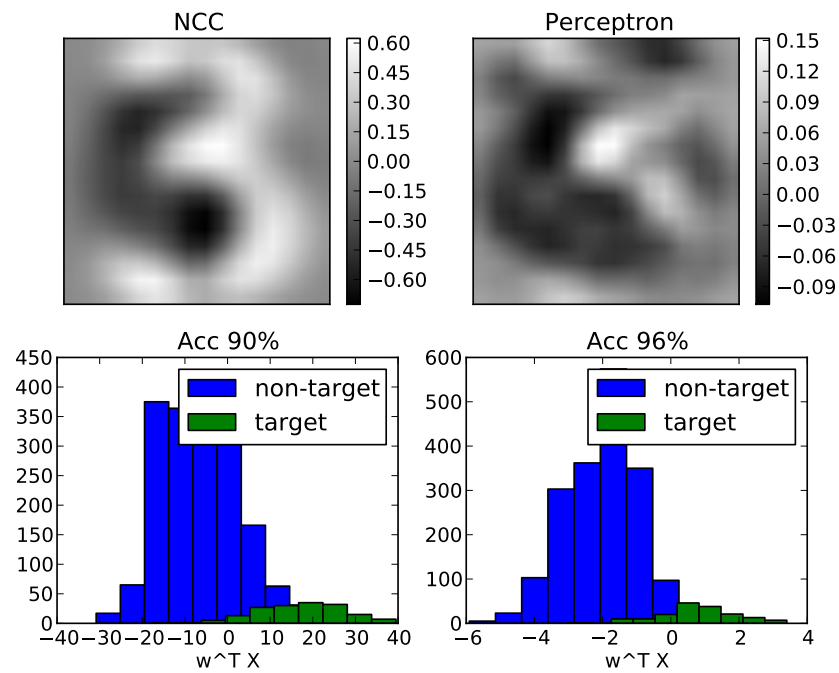 NCC
0.60
0.45
0.30
0.15
0.00
−0.15
−0.30
−0.45
−0.60
Perceptron
0.15
0.12
0.09
0.06
0.03
0.00
−0.03
−0.06
−0.09
Acc 90%
450
400
350
300
250
200
150
100
50
0
non-target
target
−40 −30 −20 −10 0 10 20 30 40
w^T X
Acc 96%
600
500
400
300
200
100
0
non-target
target
−6 −4 −2 0 2 4
w^T X